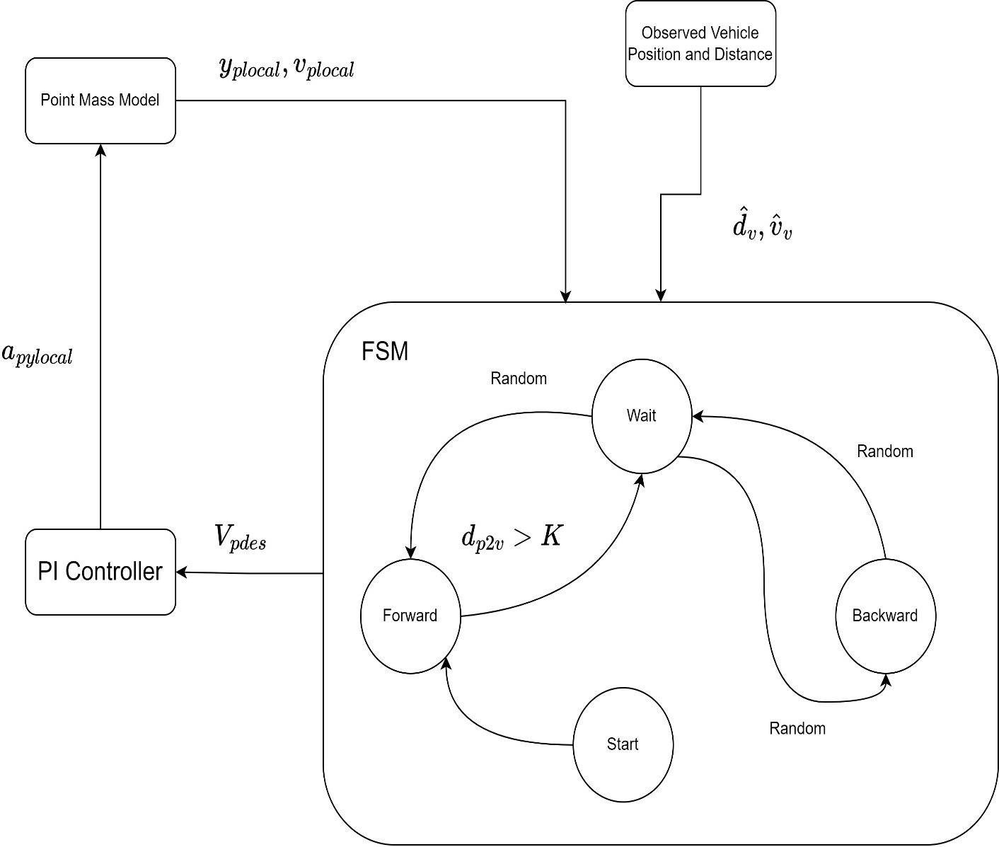 Observed Vehicle
Position and Distance
Point Mass Model
y_{plocal}, v_{plocal}
\hat{d}_v, \hat{v}_v
a_{pylocal}
FSM
Random
Wait
Random
V_{pdes}
d_{p2v} > K
PI Controller
Forward
Backward
Random
Start